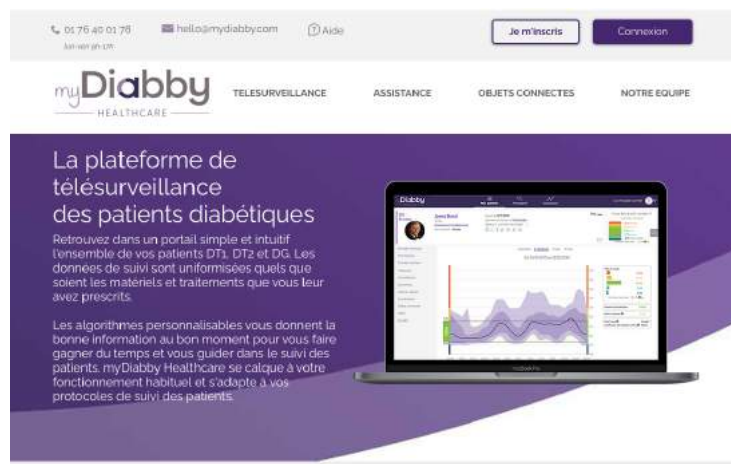 01 76 40 01 78
hello@mydiabby.com
Aide
Je m'inscris
Connexion
myDiabby
HEALTHCARE
TELESURVEILLANCE
ASSISTANCE
OBJETS CONNECTES
NOTRE EQUIPE
La plateforme de
télésurveillance
des patients diabétiques
Retrouvez dans un portail simple et intuitif
l'ensemble de vos patients DT1, DT2 et DG. Les
données de suivi sont uniformisées quels que
soient les matériels et traitements que vous leur
avez prescrits.
Les algorithmes personnalisables vous donnent la
bonne information au bon moment pour vous faire
gagner du temps et vous guider dans le suivi des
patients. myDiabby Healthcare se calque à votre
fonctionnement habituel et s'adapte à vos
protocoles de suivi des patients.
Diabby